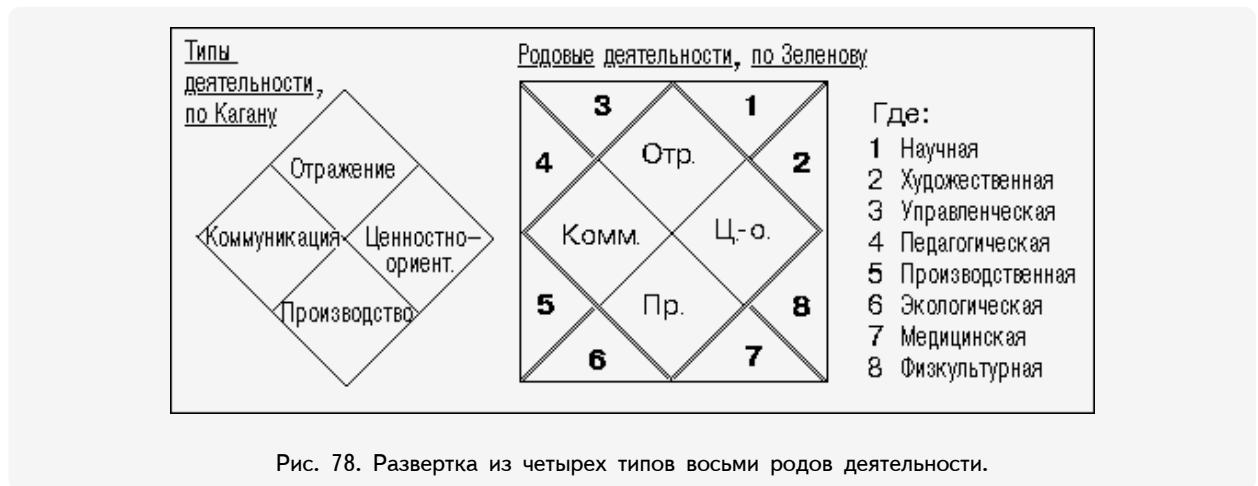 Типы
деятельности,
по Кагану
Отражение
Коммуникация
Ценностно–
ориент.
Производство
Родовые деятельности, по Зеленову
3
1
4
Отр.
2
Комм.
Ц.-о.
5
Пр.
8
6
7
Где:
1 Научная
2 Художественная
3 Управленческая
4 Педагогическая
5 Производственная
6 Экологическая
7 Медицинская
8 Физкультурная
Рис. 78. Развертка из четырех типов восьми родов деятельности.